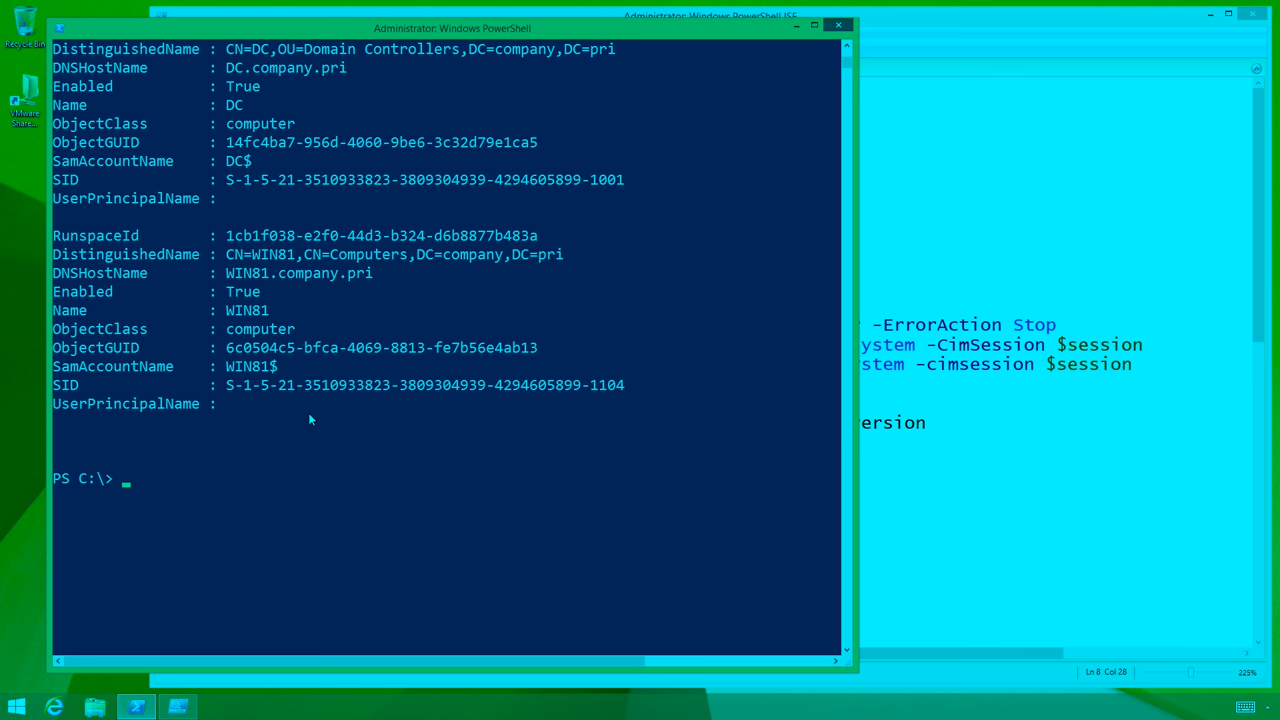 Recycle Bin
VMware
Share...
Administrator: Windows PowerShell ISE
Administrator: Windows PowerShell
DistinguishedName : CN=DC,OU=Domain Controllers,DC=company,DC=pri
DNSHostName : DC.company.pri
Enabled : True
Name : DC
ObjectClass : computer
ObjectGUID : 14fc4ba7-956d-4060-9be6-3c32d79e1ca5
SamAccountName : DC$
SID : S-1-5-21-3510933823-3809304939-4294605899-1001
UserPrincipalName :
RunspaceId : 1cb1f038-e2f0-44d3-b324-d6b8877b483a
DistinguishedName : CN=WIN81,CN=Computers,DC=company,DC=pri
DNSHostName : WIN81.company.pri
Enabled : True
Name : WIN81
ObjectClass : computer
ObjectGUID : 6c0504c5-bfca-4069-8813-fe7b56e4ab13
SamAccountName : WIN81$
SID : S-1-5-21-3510933823-3809304939-4294605899-1104
UserPrincipalName :
PS C:\>
-ErrorAction Stop
ystem -CimSession $session
stem -cimsession $session
ersion
Ln 8 Col 28
225%